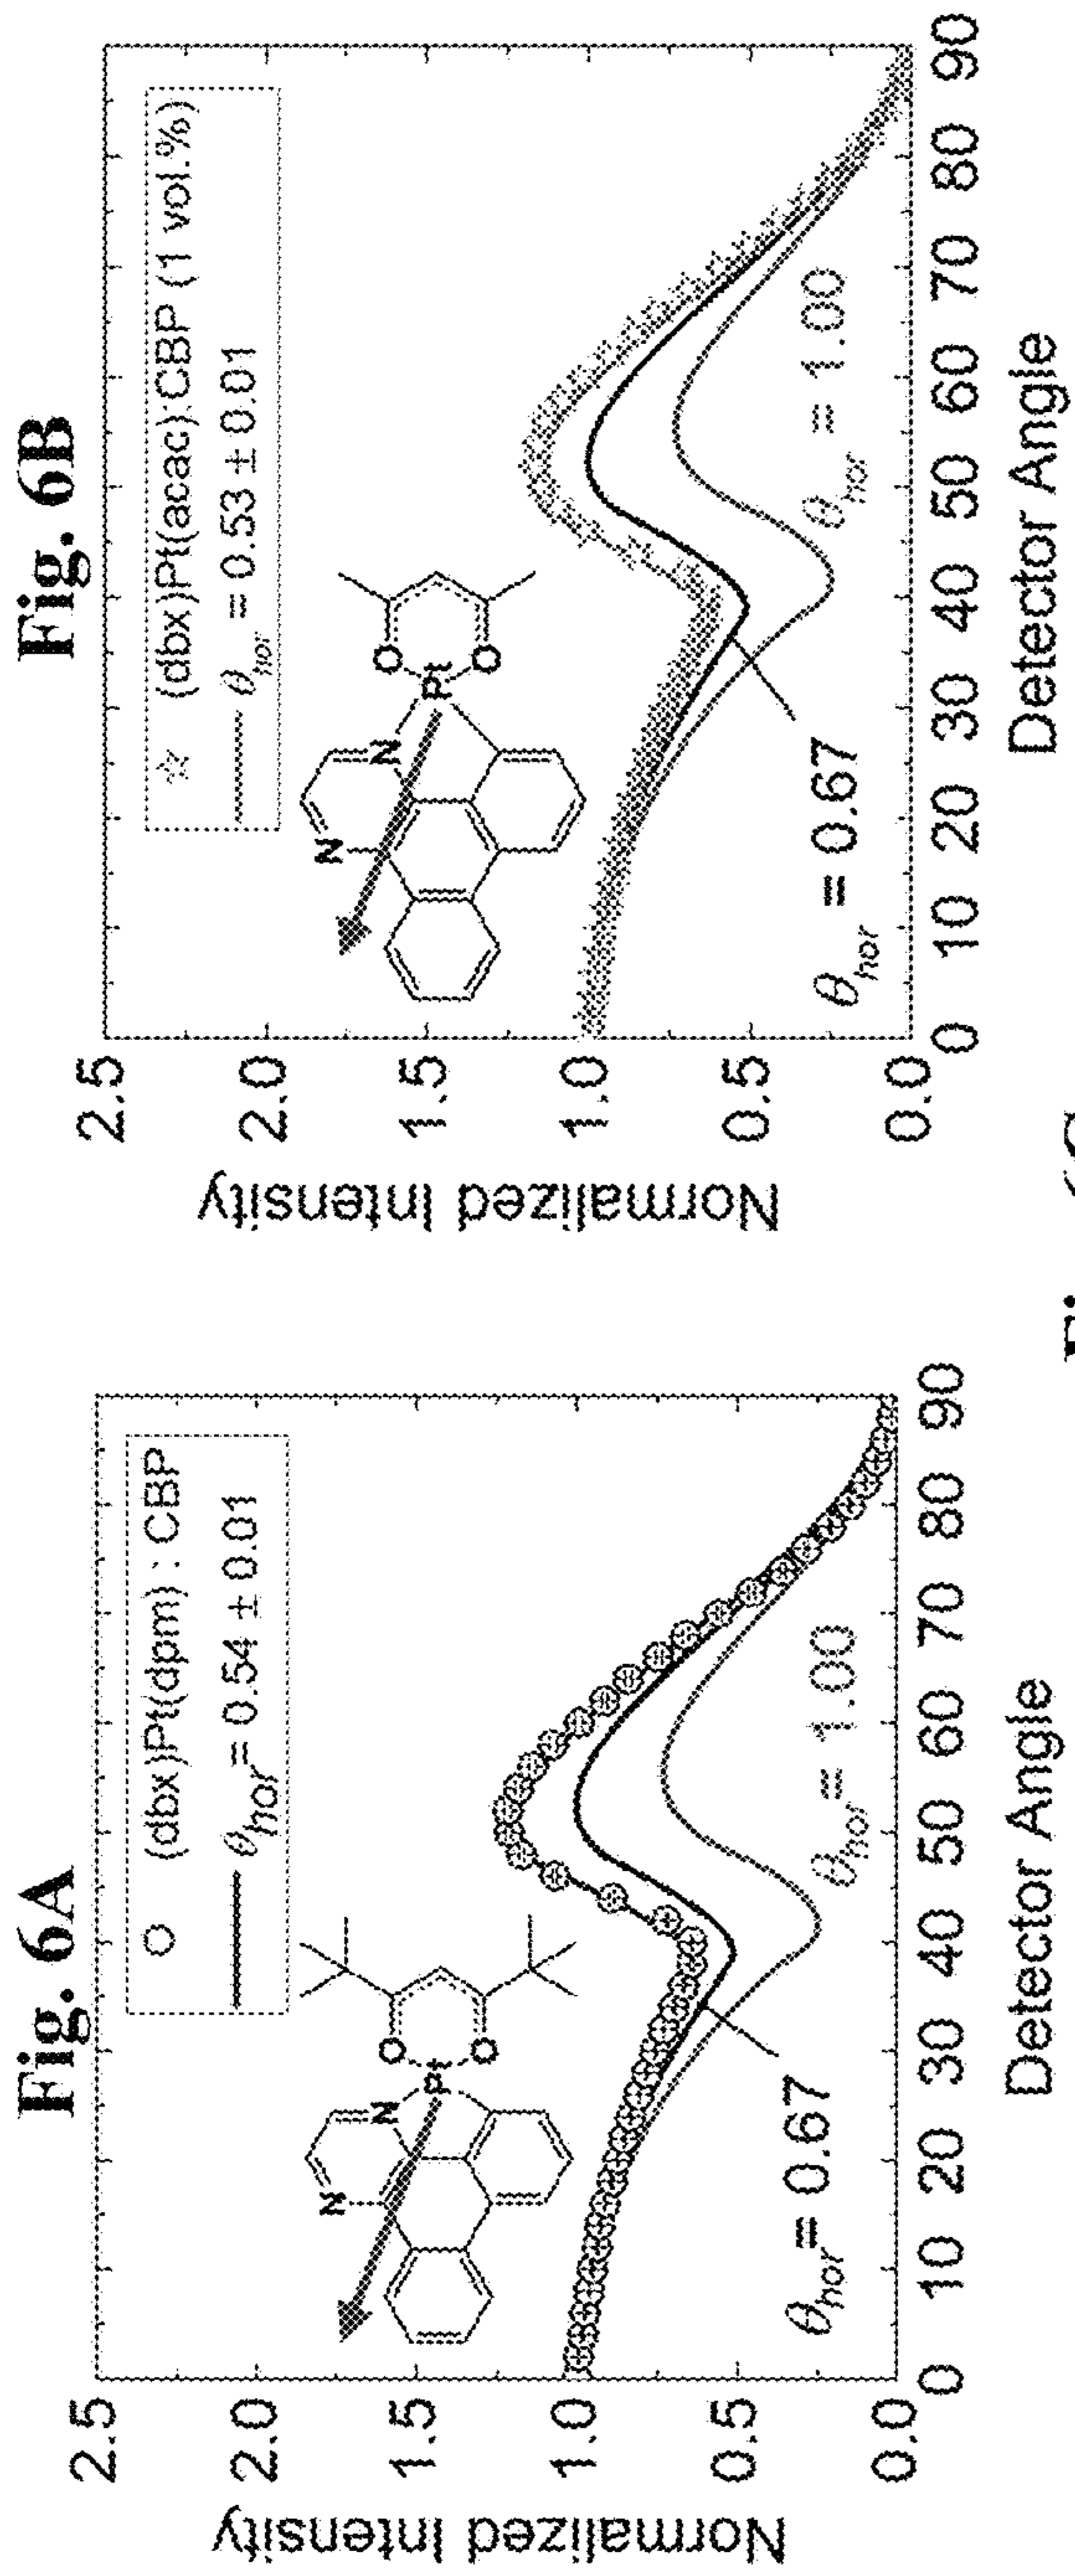 Fig. 6A
(dbx)Pt(dpm) : CBP
θhor = 0.54 ± 0.01
2.5
2.0
1.5
1.0
0.5
0.0
Normalized Intensity
N
N
Pt
O
O
θhor = 0.67
θhor = 1.00
0 10 20 30 40 50 60 70 80 90
Detector Angle
Fig. 6B
(dbx)Pt(acac):CBP (1 vol.%)
θhor = 0.53 ± 0.01
2.5
2.0
1.5
1.0
0.5
0.0
Normalized Intensity
N
N
Pt
O
O
θhor = 0.67
θhor = 1.00
0 10 20 30 40 50 60 70 80 90
Detector Angle